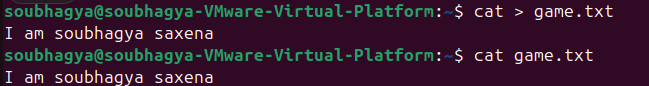 soubhagya@soubhagya-VMware-Virtual-Platform:~$ cat > game.txt
I am soubhagya saxena
soubhagya@soubhagya-VMware-Virtual-Platform:~$ cat game.txt
I am soubhagya saxena